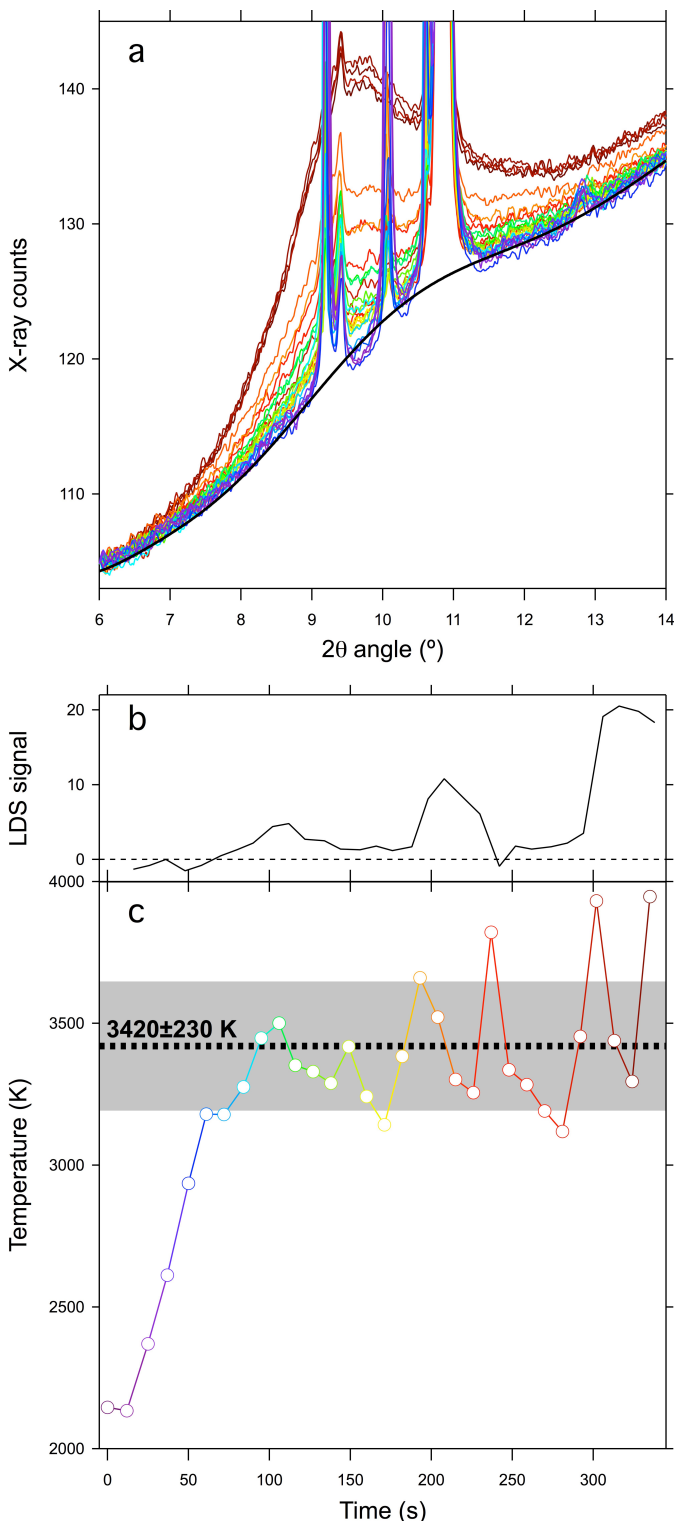 a
140
130
120
110
X-ray counts
6 7 8 9 10 11 12 13 14
2θ angle (º)
b
20
10
0
LDS signal
c
4000
3500
3000
2500
2000
3420±230 K
Temperature (K)
0 50 100 150 200 250 300
Time (s)